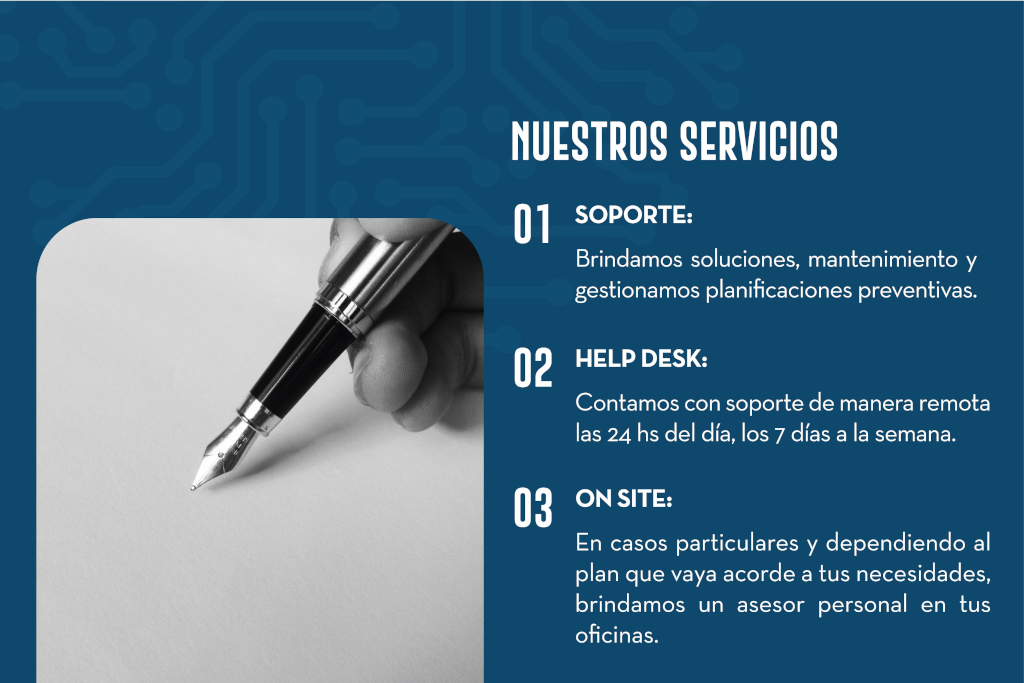 NUESTROS SERVICIOS
01 SOPORTE:
Brindamos soluciones, mantenimiento y
gestionamos planificaciones preventivas.
02 HELP DESK:
Contamos con soporte de manera remota
las 24 hs del día, los 7 días a la semana.
03 ON SITE:
En casos particulares y dependiendo al
plan que vaya acorde a tus necesidades,
brindamos un asesor personal en tus
oficinas.